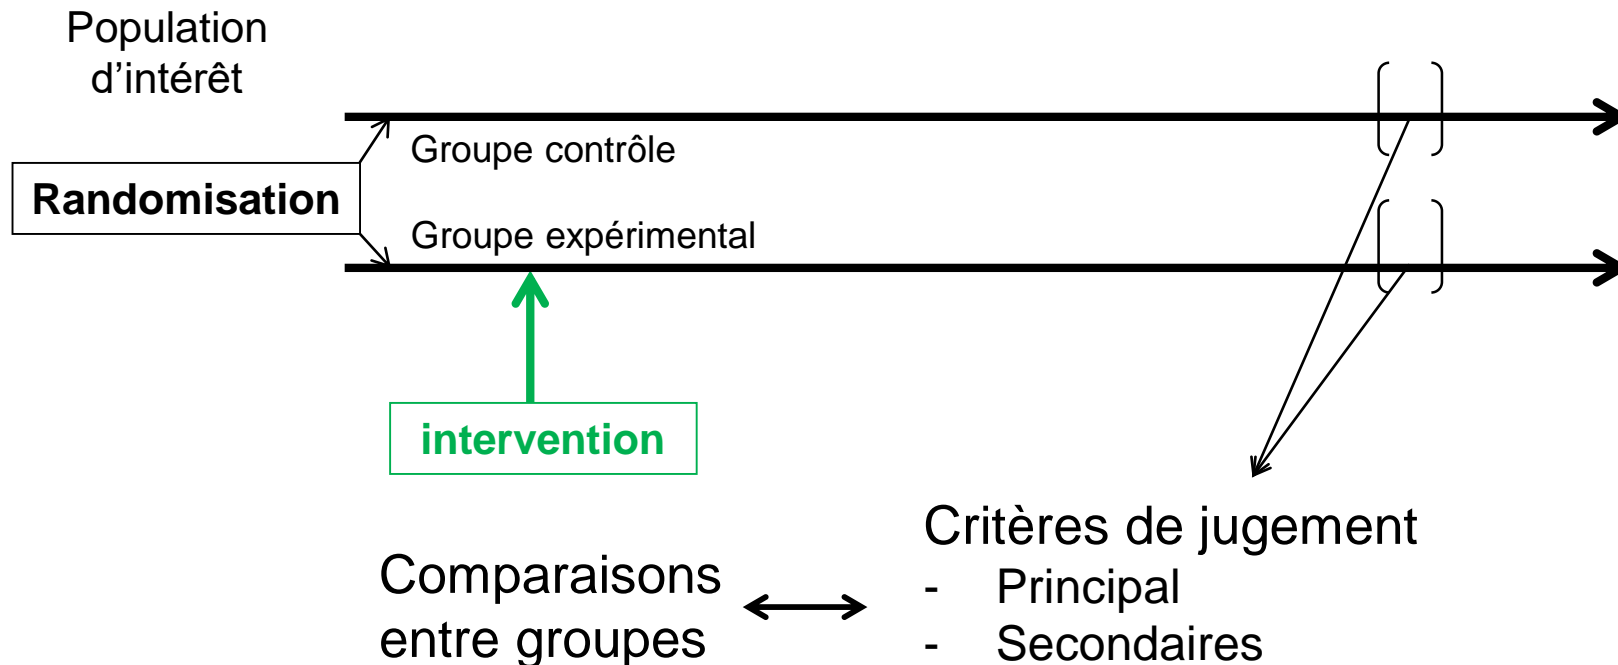 Population
d’intérêt
Groupe contrôle
Randomisation
Groupe expérimental
intervention
Critères de jugement
Comparaisons
entre groupes
- Principal
- Secondaires